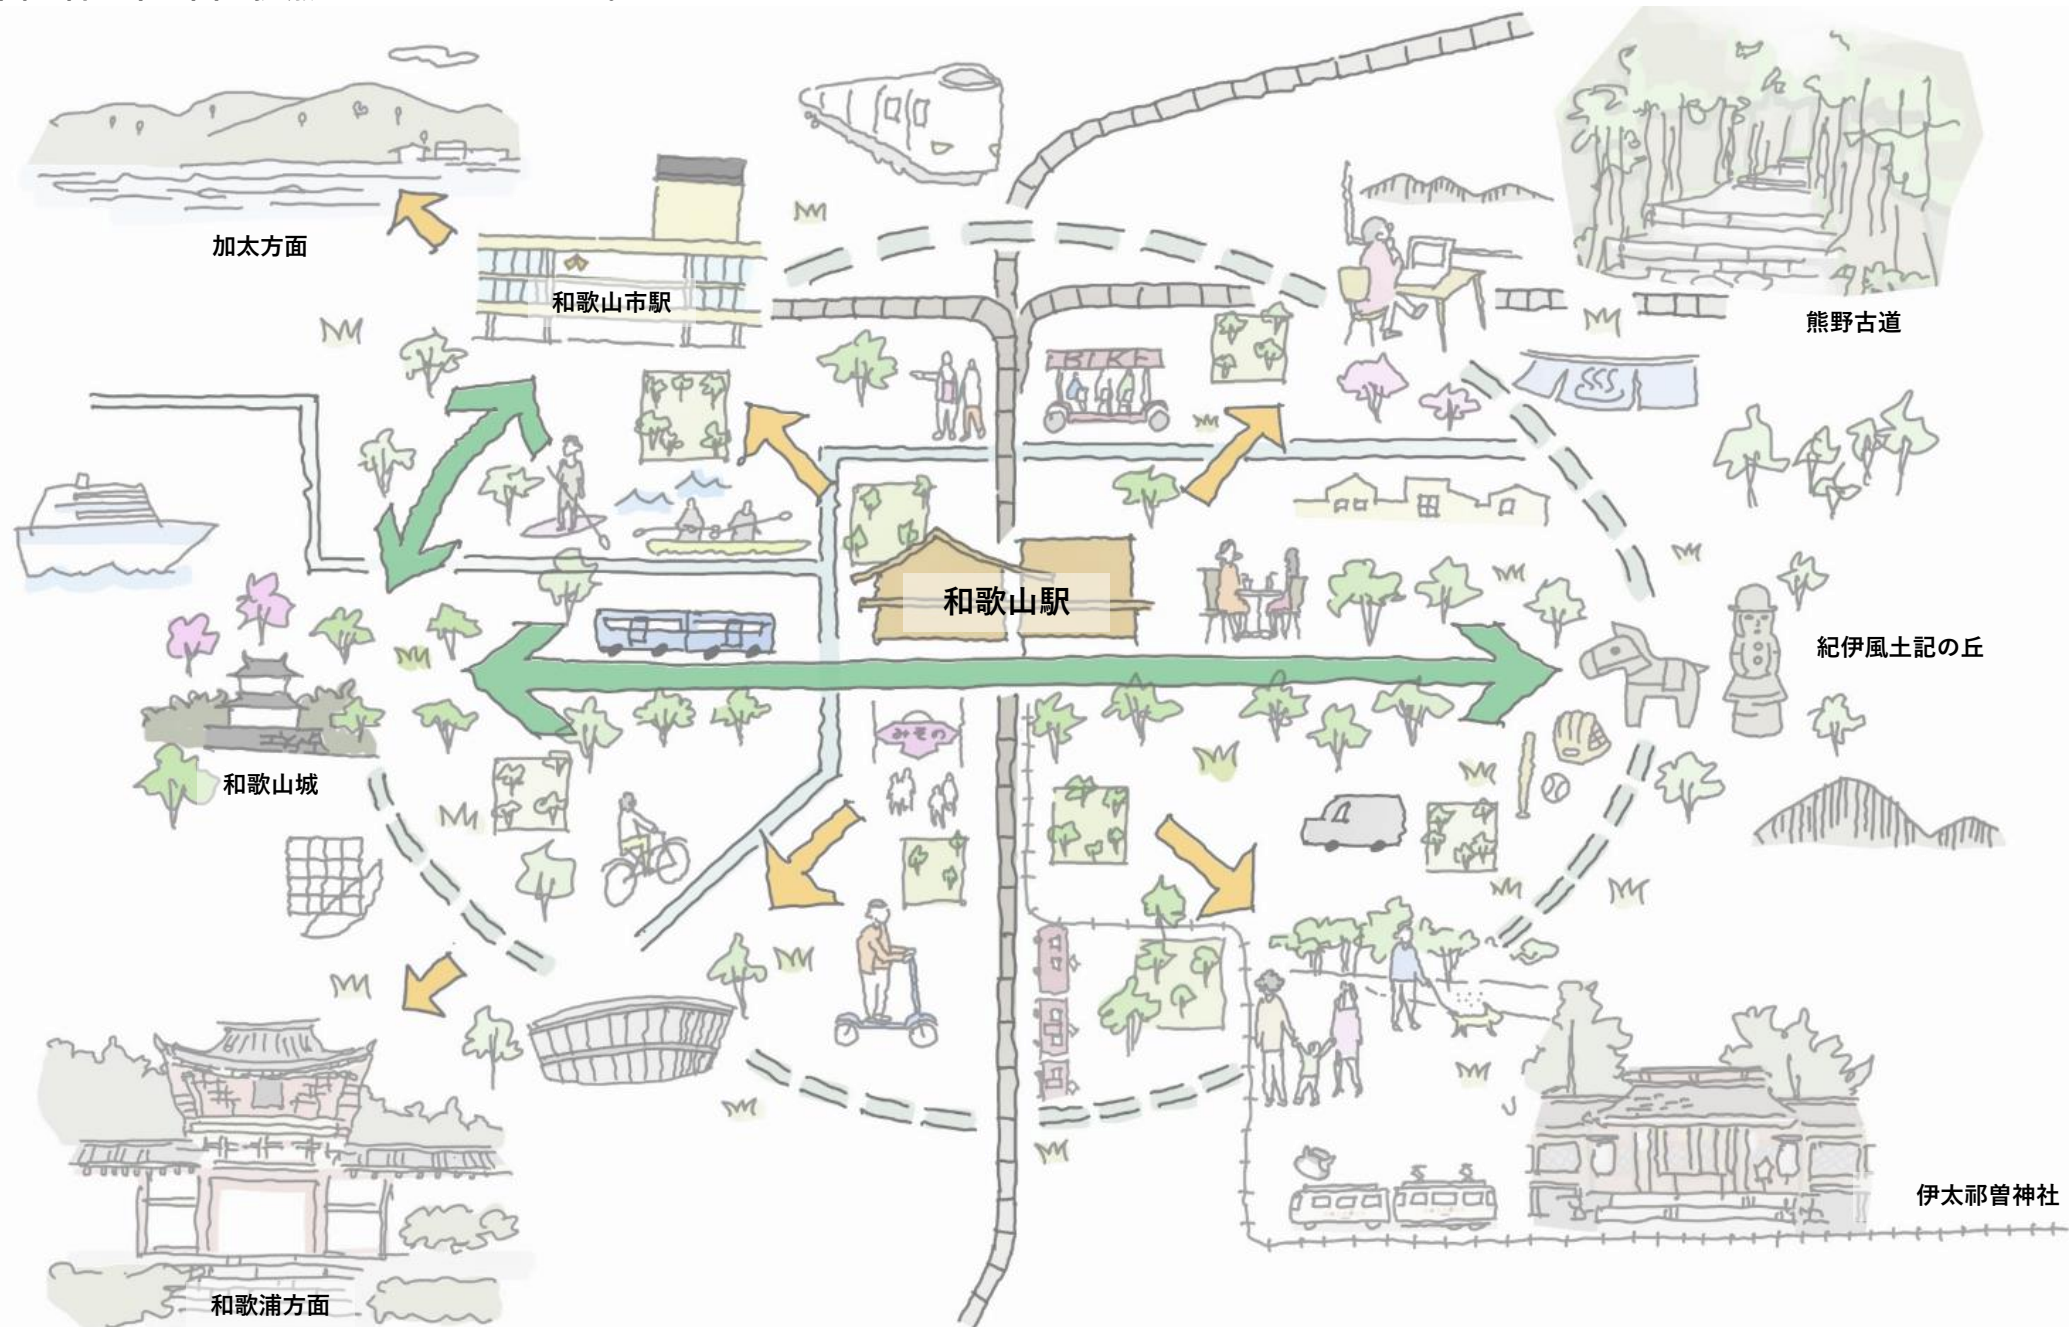 加太方面
和歌山市駅
熊野古道
BIKE
和歌山駅
紀伊風土記の丘
みその
和歌山城
伊太祁曽神社
和歌浦方面